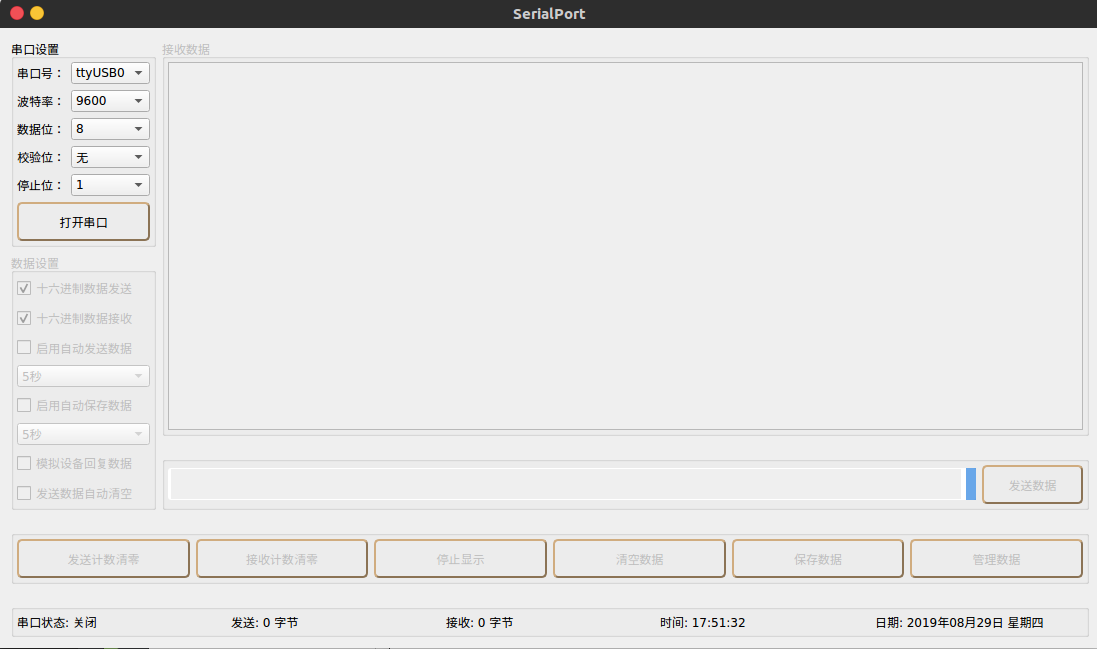 SerialPort
串口设置
串口号： ttyUSB0
波特率： 9600
数据位： 8
校验位： 无
停止位： 1
打开串口
数据设置
十六进制数据发送
十六进制数据接收
启用自动发送数据
5秒
启用自动保存数据
5秒
模拟设备回复数据
发送数据自动清空
接收数据
发送数据
发送计数清零 接收计数清零 停止显示 清空数据 保存数据 管理数据
串口状态: 关闭 发送: 0 字节 接收: 0 字节 时间: 17:51:32 日期: 2019年08月29日 星期四